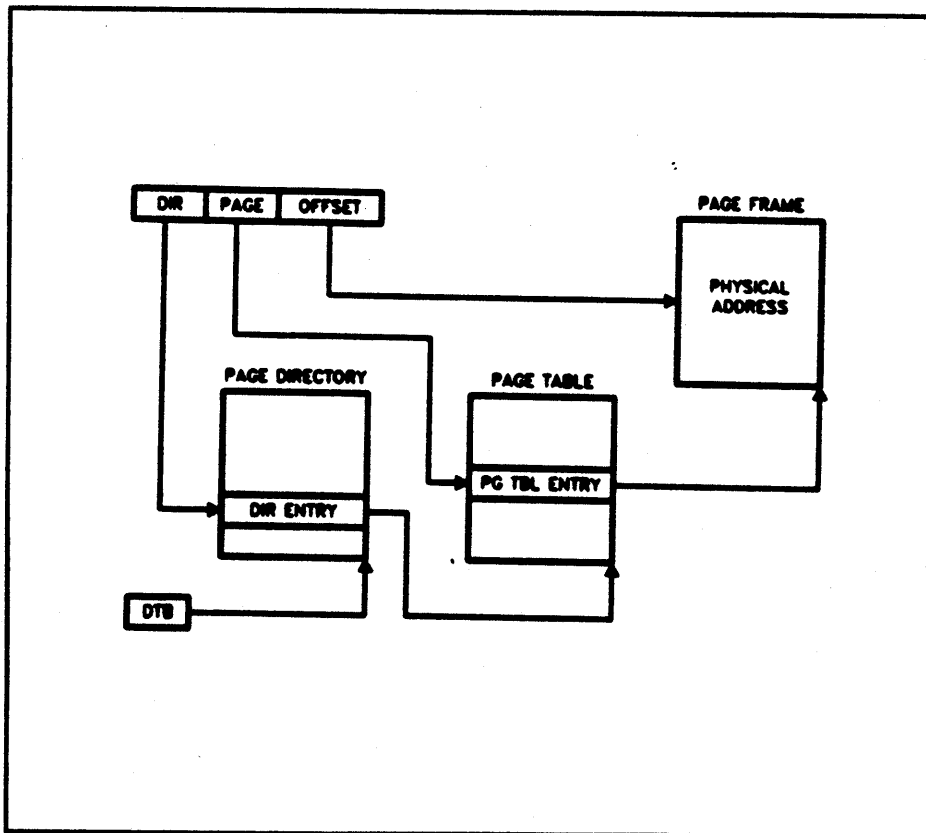 DIR PAGE OFFSET
PAGE FRAME
PHYSICAL
ADDRESS
PAGE DIRECTORY
PAGE TABLE
PG TBL ENTRY
DIR ENTRY
DTB